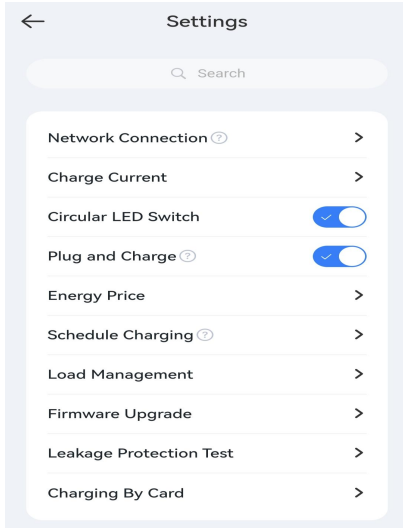 Settings
Search
Network Connection ?
Charge Current
Circular LED Switch
Plug and Charge ?
Energy Price
Schedule Charging ?
Load Management
Firmware Upgrade
Leakage Protection Test
Charging By Card